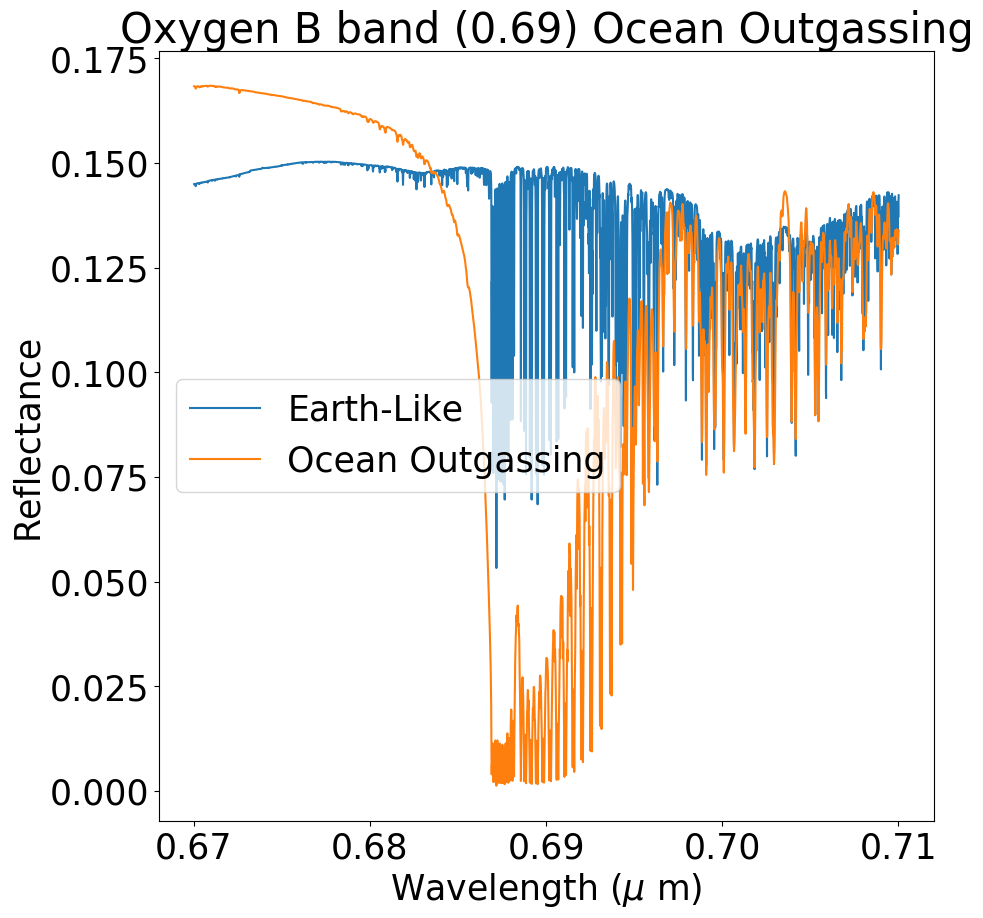 Oxygen B band (0.69) Ocean Outgassing
0.175
0.150
0.125
0.100
0.075
0.050
0.025
0.000
Reflectance
Earth-Like
Ocean Outgassing
0.67 0.68 0.69 0.70 0.71
Wavelength (μ m)